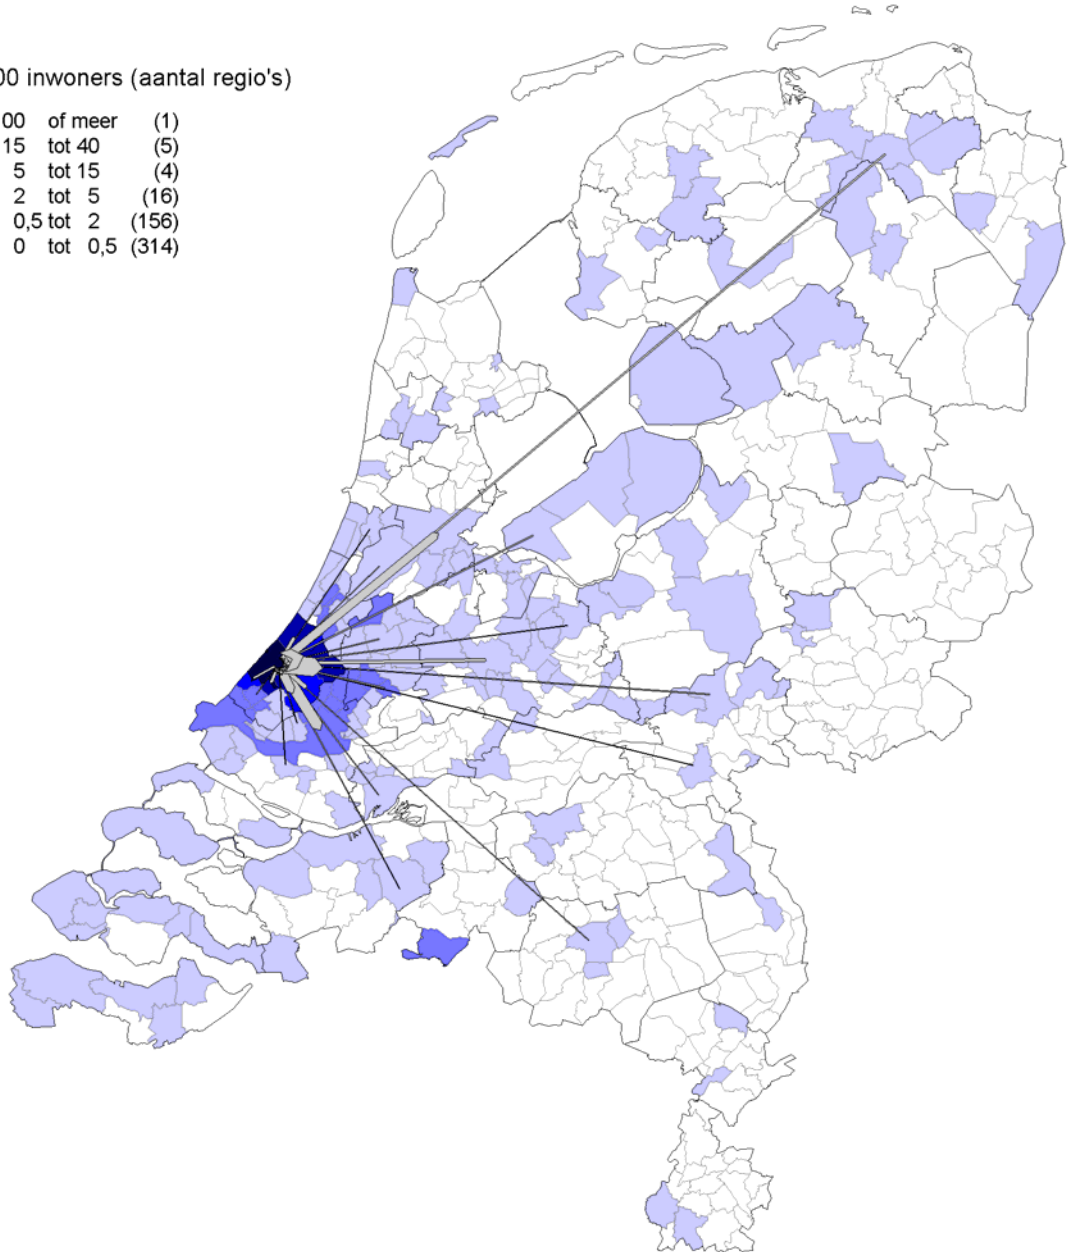 00 inwoners (aantal regio's)
00 of meer (1)
15 tot 40 (5)
5 tot 15 (4)
2 tot 5 (16)
0,5 tot 2 (156)
0 tot 0,5 (314)